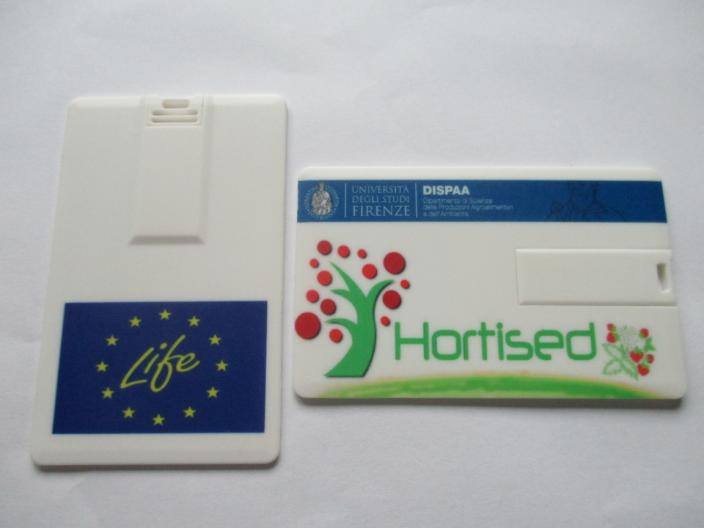 Life
UNIVERSITÀ
DEGLI STUDI
FIRENZE
DISPAA
Dipartimento di Scienze
delle Produzioni Agroalimentari
e dell'Ambiente
Hortised